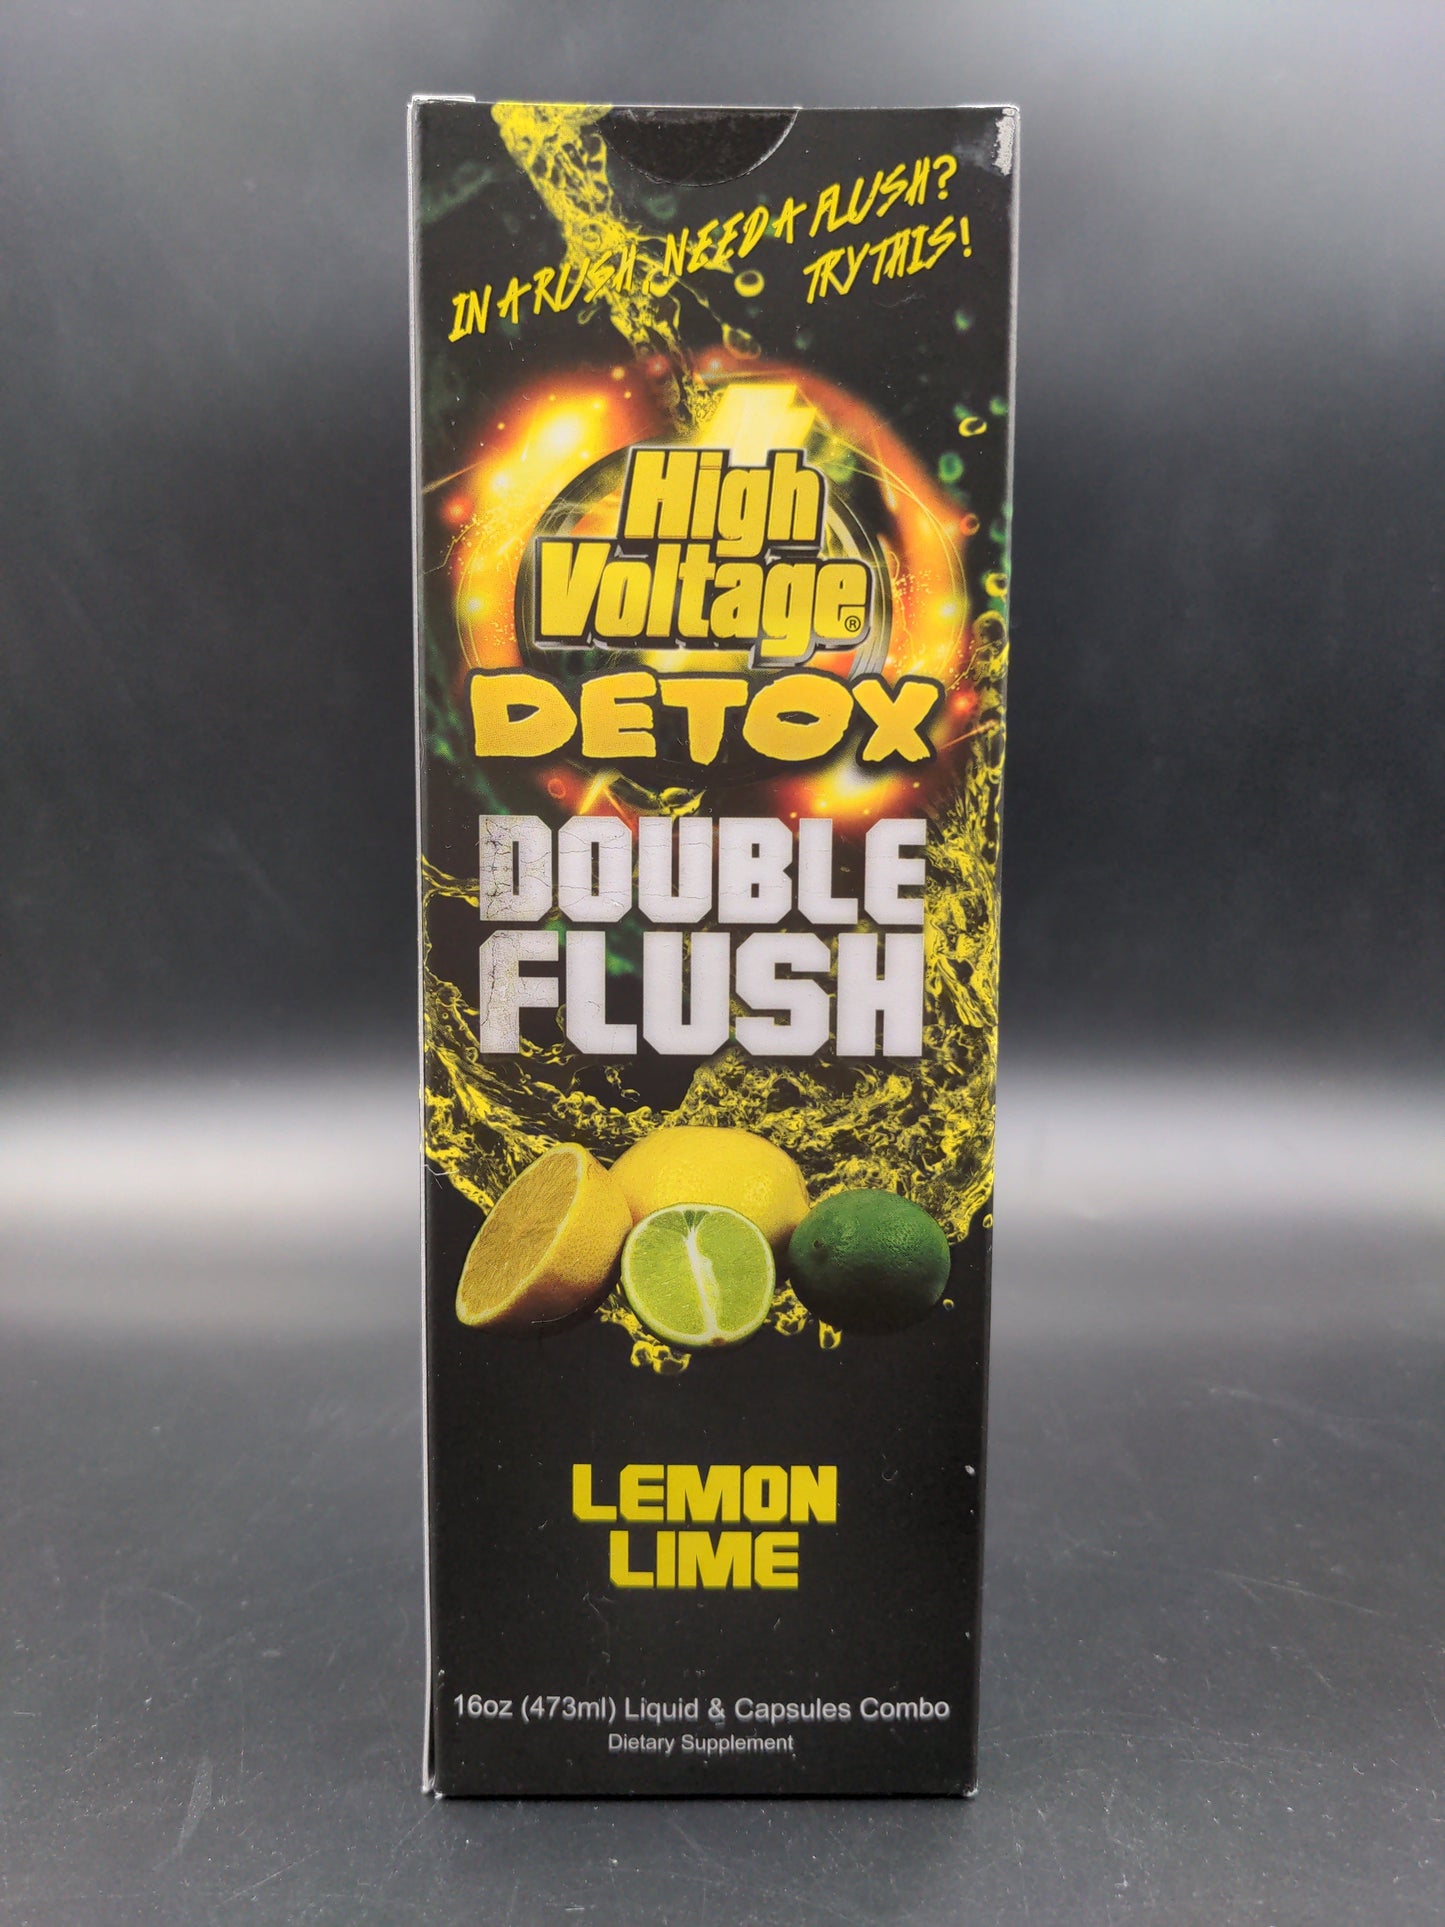 IN A RUSH, NEED A FLUSH?
TRY THIS!
High
Voltage®
DETOX
DOUBLE
FLUSH
LEMON
LIME
16oz (473ml) Liquid & Capsules Combo
Dietary Supplement